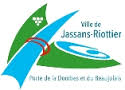 Ville de
Jassans-Riottier
Porte de la Dombes et du Beaujolais